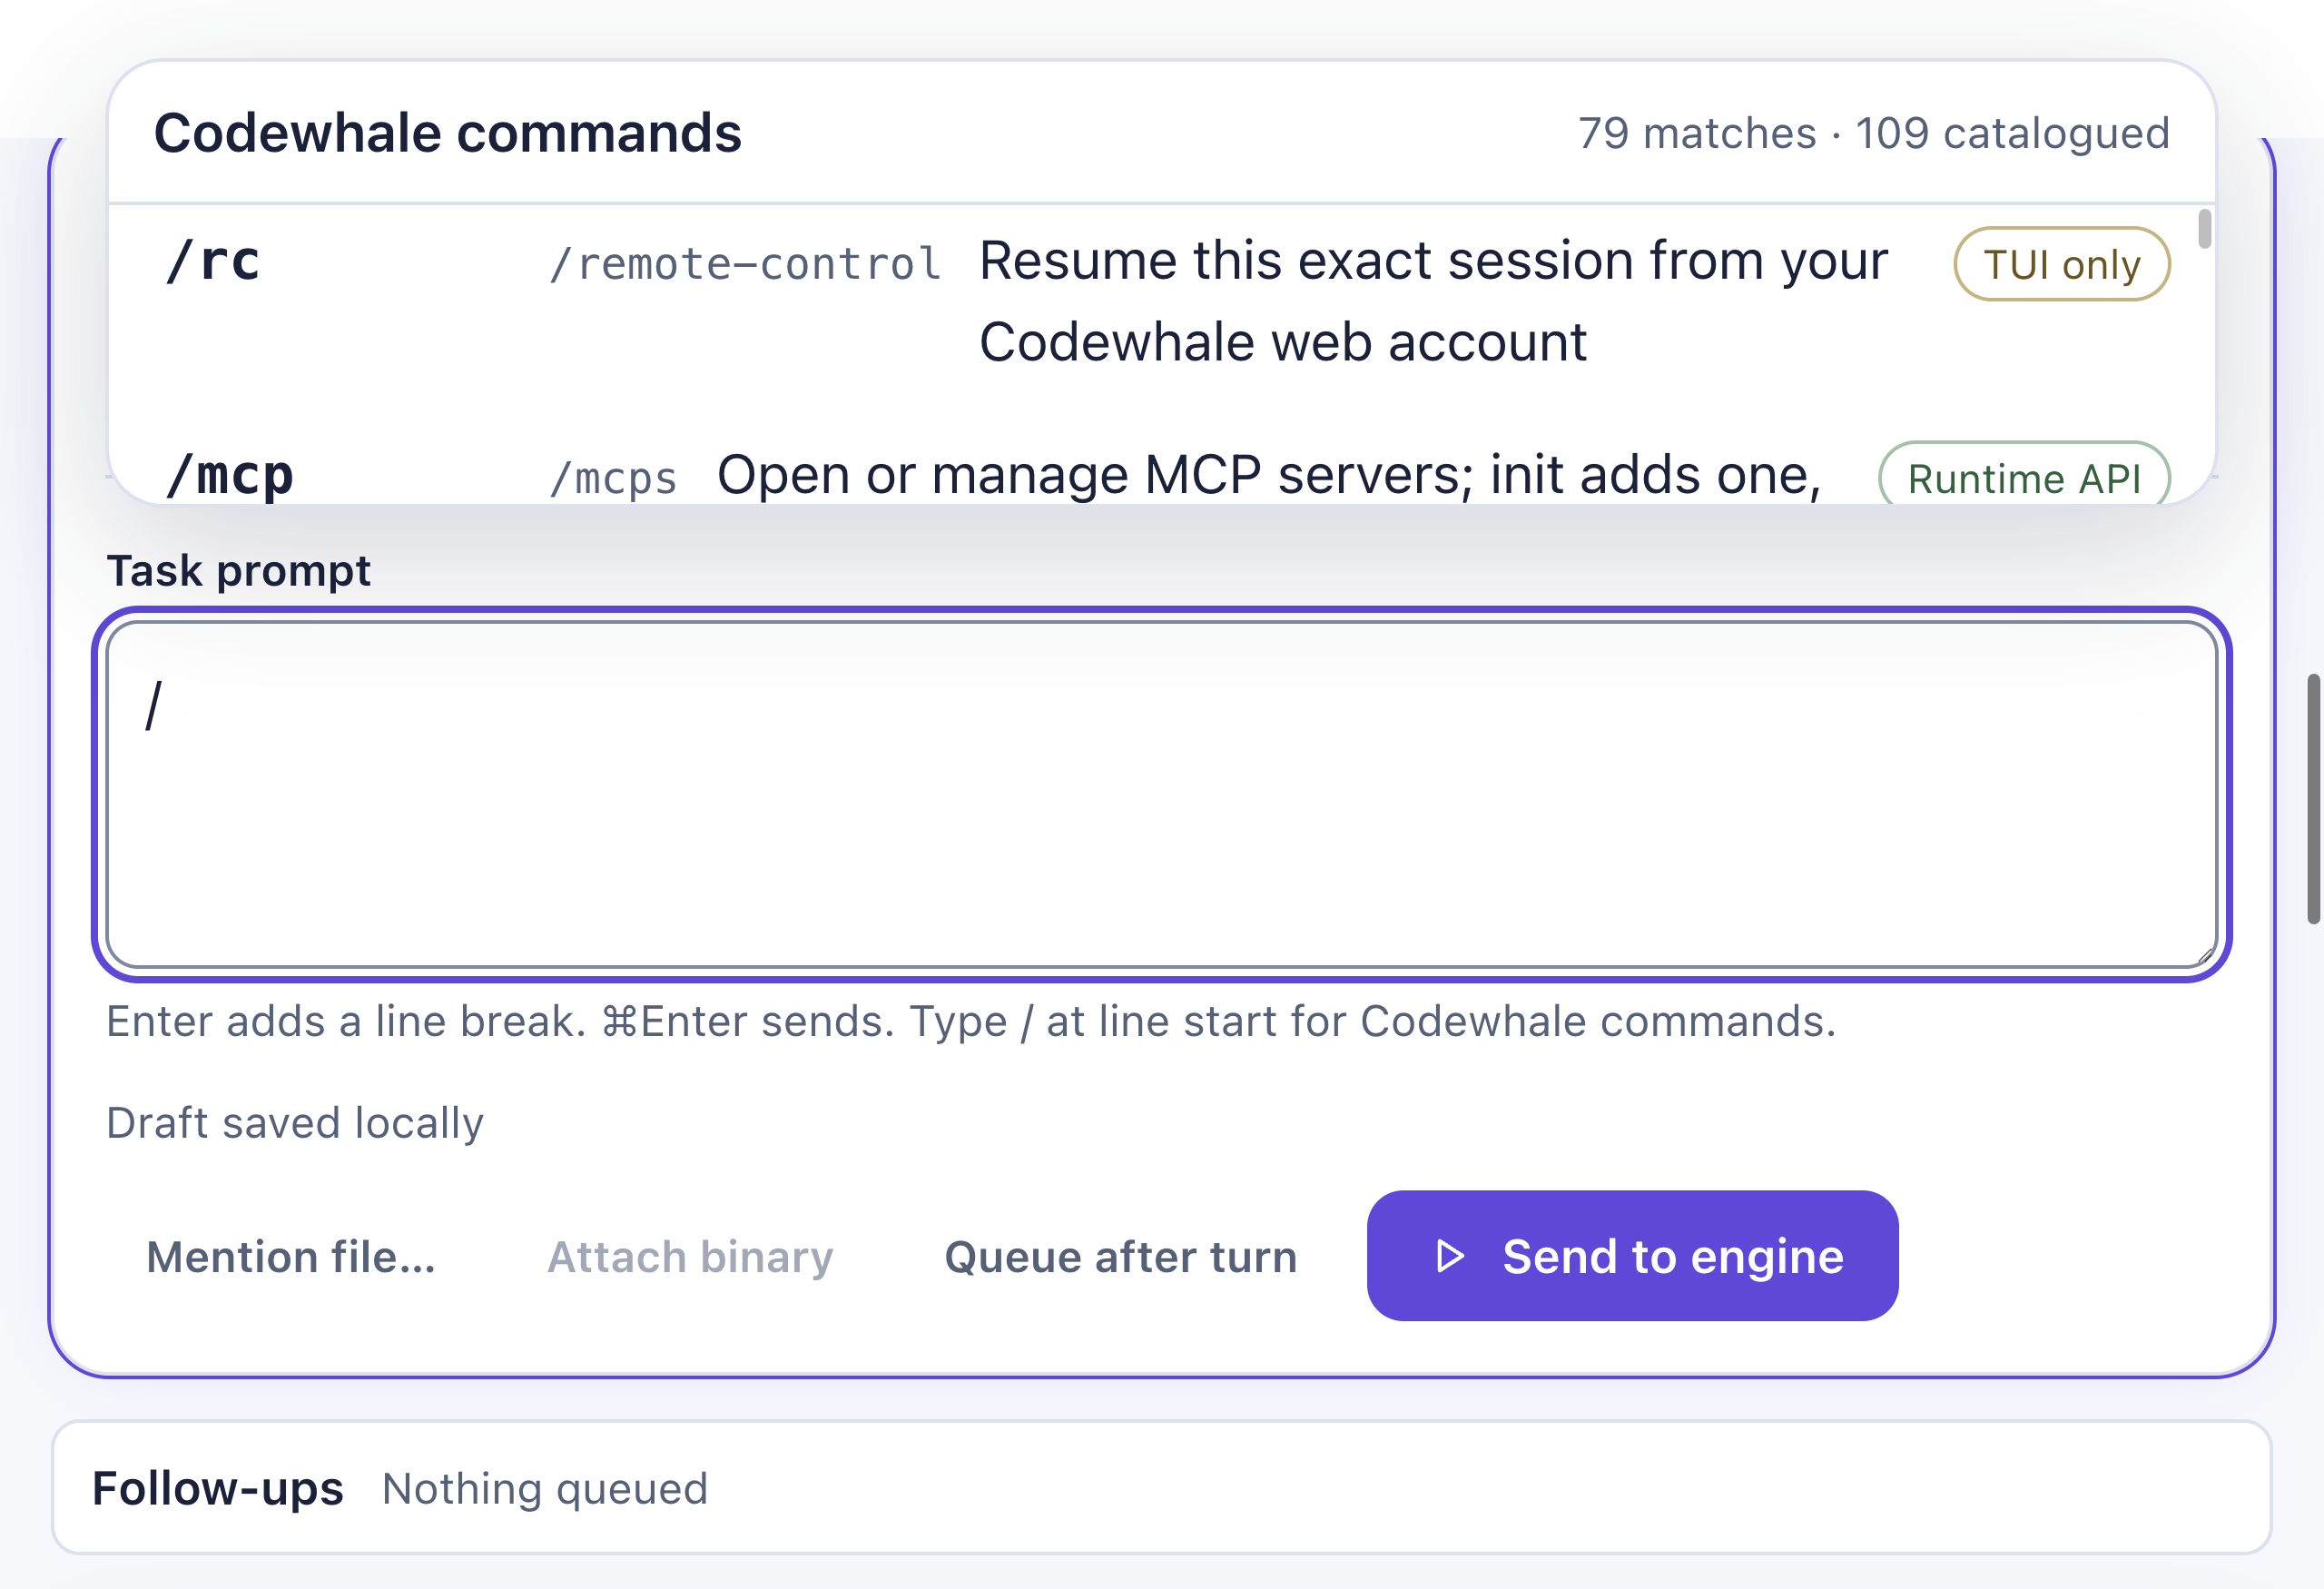 Codewhale commands 79 matches · 109 catalogued
/rc /remote-control Resume this exact session from your TUI only
Codewhale web account
/mcp /mcps Open or manage MCP servers; init adds one, Runtime API
Task prompt
/
Enter adds a line break. ⌘Enter sends. Type / at line start for Codewhale commands.
Draft saved locally
Mention file... Attach binary Queue after turn Send to engine
Follow-ups Nothing queued